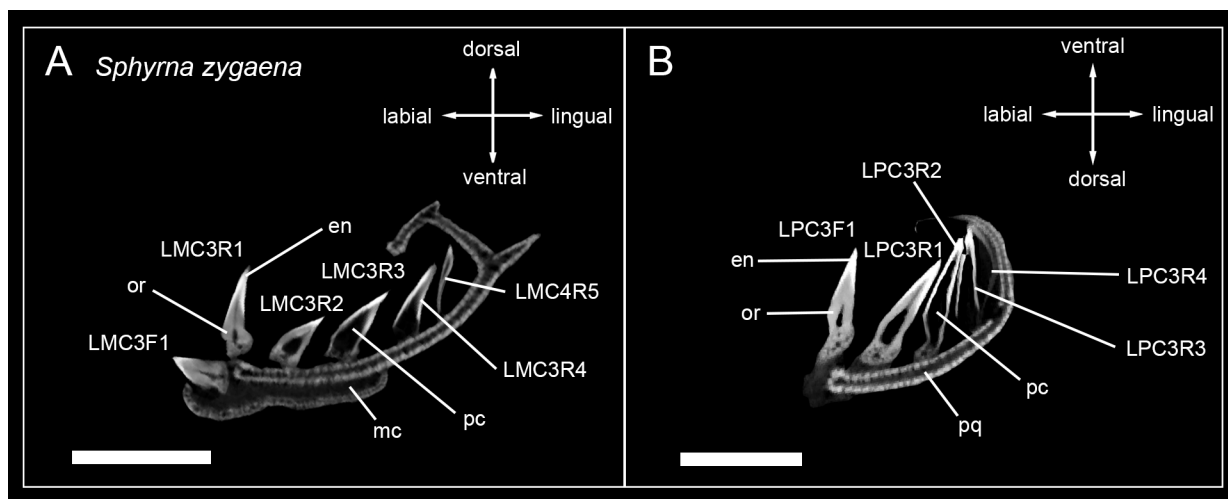 A Sphyrna zygaena
dorsal
labial
lingual
ventral
en
LMC3R1
or
LMC3R3
LMC3R2
LMC4R5
LMC3F1
LMC3R4
pc
mc
B
ventral
labial
lingual
dorsal
LPC3R2
LPC3F1
LPC3R1
en
LPC3R4
or
LPC3R3
pc
pq